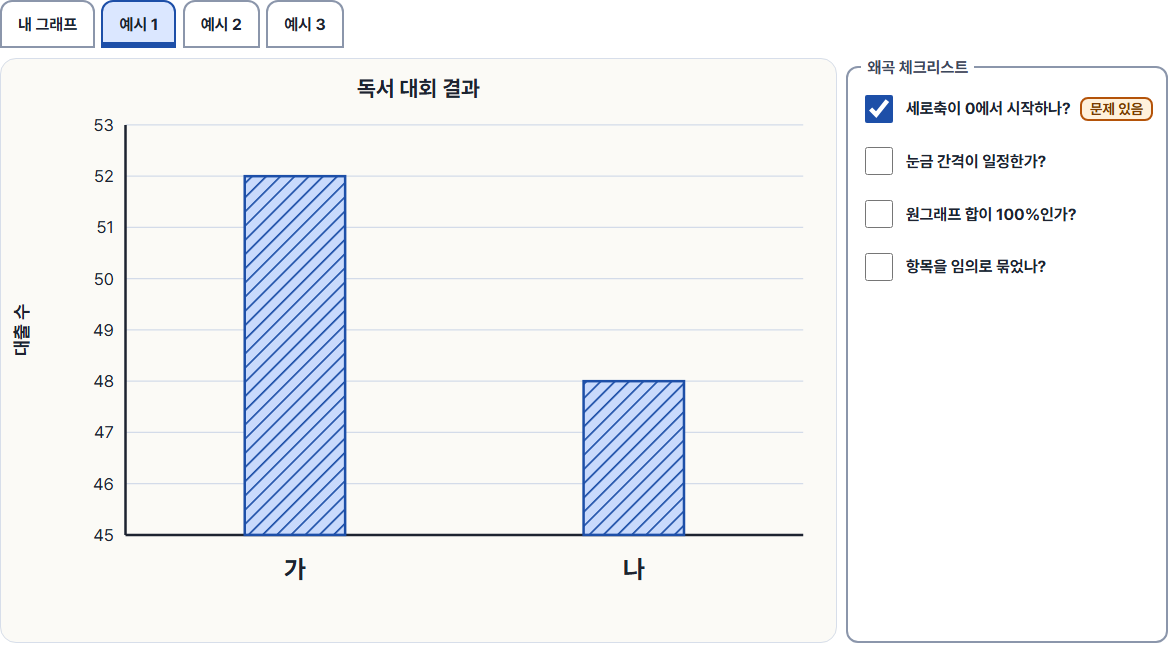 내 그래프
예시 1
예시 2
예시 3
독서 대회 결과
53
52
51
50
49
48
47
46
45
대출 수
가
나
왜곡 체크리스트
세로축이 0에서 시작하나? 문제 있음
눈금 간격이 일정한가?
원그래프 합이 100%인가?
항목을 임의로 묶었나?